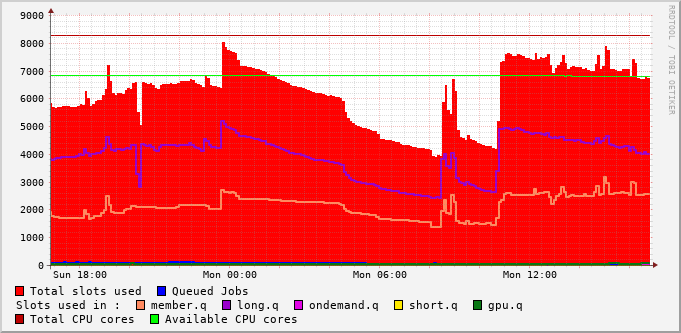 9000
8000
7000
6000
5000
4000
3000
2000
1000
0
Sun 18:00 Mon 00:00 Mon 06:00 Mon 12:00
RRDTOOL / TOBI OETIKER
Total slots used Queued Jobs
Slots used in : member.q long.q ondemand.q short.q gpu.q
Total CPU cores Available CPU cores